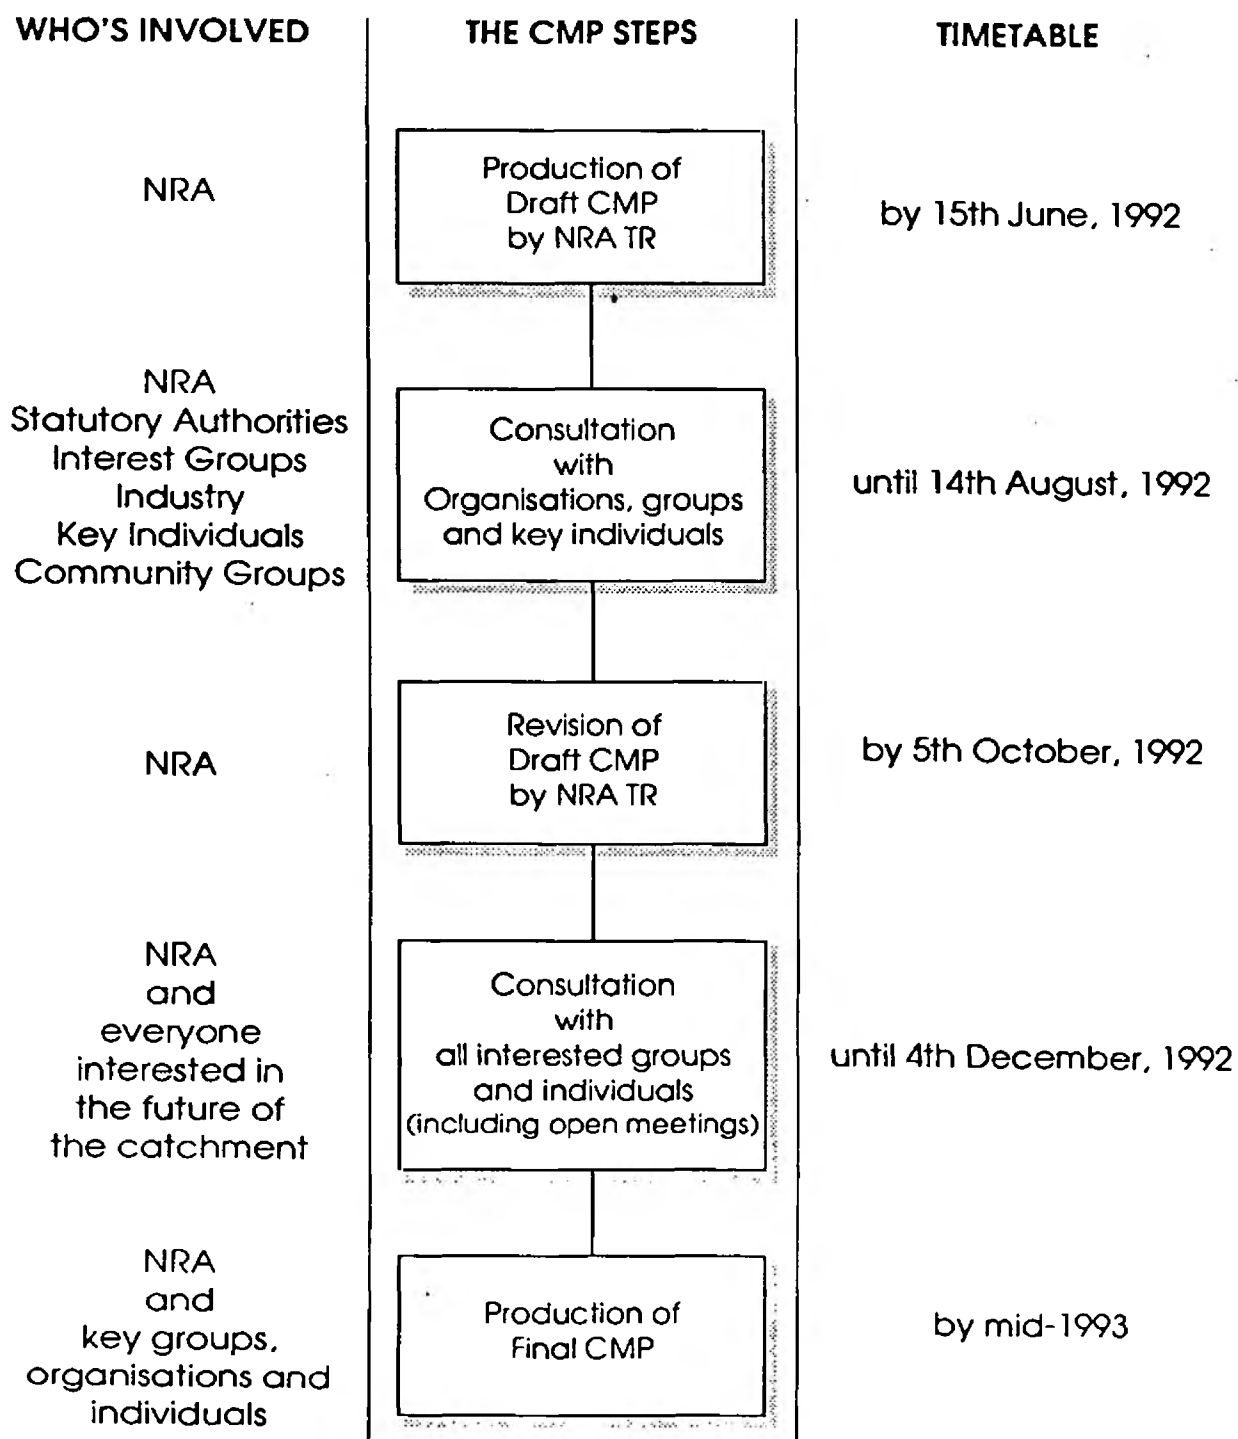 WHO'S INVOLVED
THE CMP STEPS
TIMETABLE
NRA
Production of
Draft CMP
by NRA TR
by 15th June, 1992
NRA
Statutory Authorities
Interest Groups
Industry
Key Individuals
Community Groups
Consultation
with
Organisations, groups
and key individuals
until 14th August, 1992
NRA
Revision of
Draft CMP
by NRA TR
by 5th October, 1992
NRA
and
everyone
interested in
the future of
the catchment
Consultation
with
all interested groups
and individuals
(including open meetings)
until 4th December, 1992
NRA
and
key groups,
organisations and
individuals
Production of
Final CMP
by mid-1993